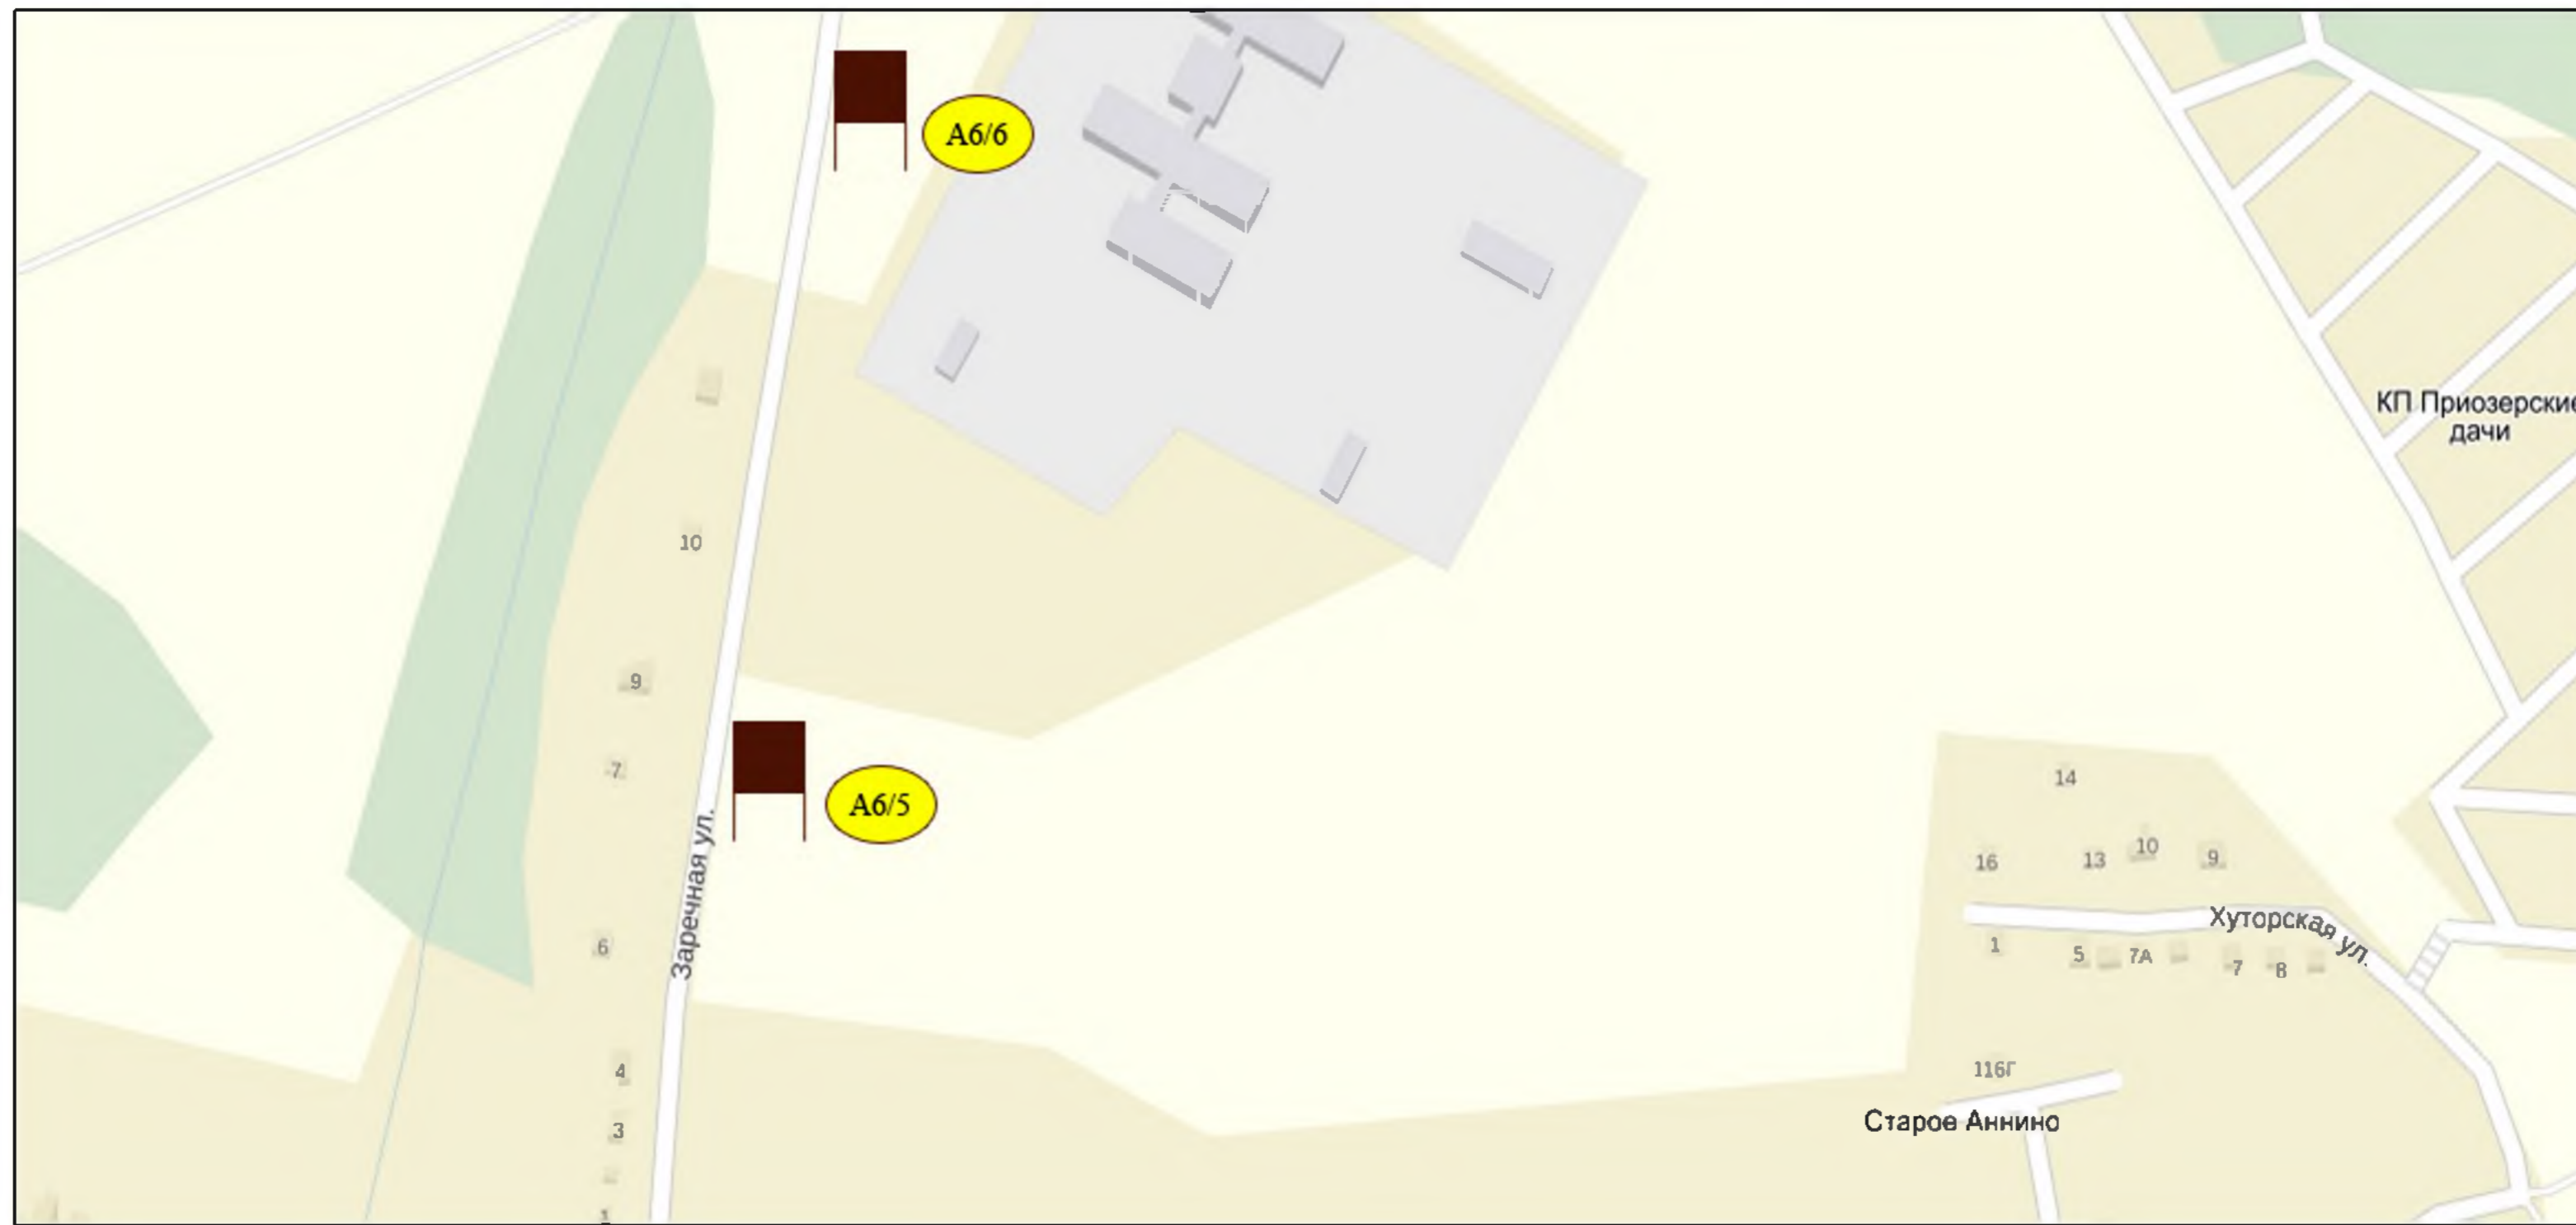 А6/6
КП Приозерские
дачи
10
9
7
А6/5
Заречная ул.
6
4
3
1
14
16
13
10
9
Хуторская ул.
1
5
7А
7
8
116Г
Старое Аннино